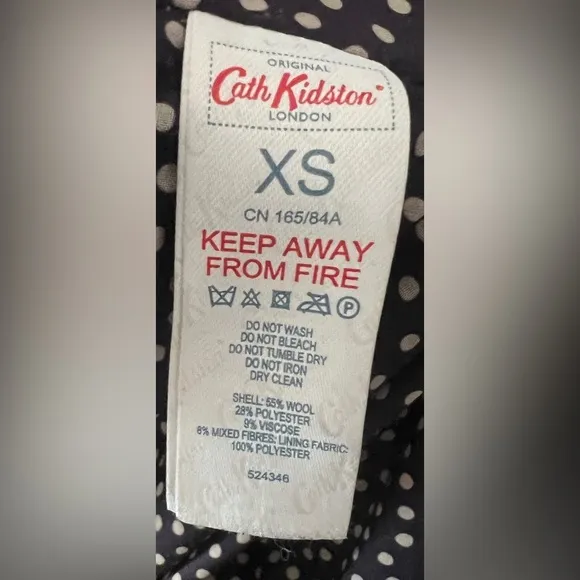 ORIGINAL
Cath Kidston
LONDON
XS
CN 165/84A
KEEP AWAY
FROM FIRE
P
DO NOT WASH
DO NOT BLEACH
DO NOT TUMBLE DRY
DO NOT IRON
DRY CLEAN
SHELL: 55% WOOL
28% POLYESTER
9% VISCOSE
8% MIXED FIBRES: LINING FABRIC:
100% POLYESTER
524346